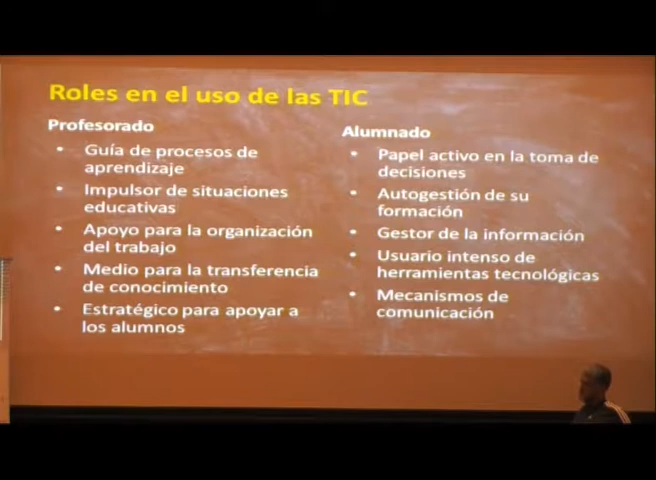 Roles en el uso de las TIC
Profesorado
• Guía de procesos de
aprendizaje
• Impulsor de situaciones
educativas
• Apoyo para la organización
del trabajo
• Medio para la transferencia
de conocimiento
• Estratégico para apoyar a
los alumnos
Alumnado
• Papel activo en la toma de
decisiones
• Autogestión de su
formación
• Gestor de la información
• Usuario intenso de
herramientas tecnológicas
• Mecanismos de
comunicación